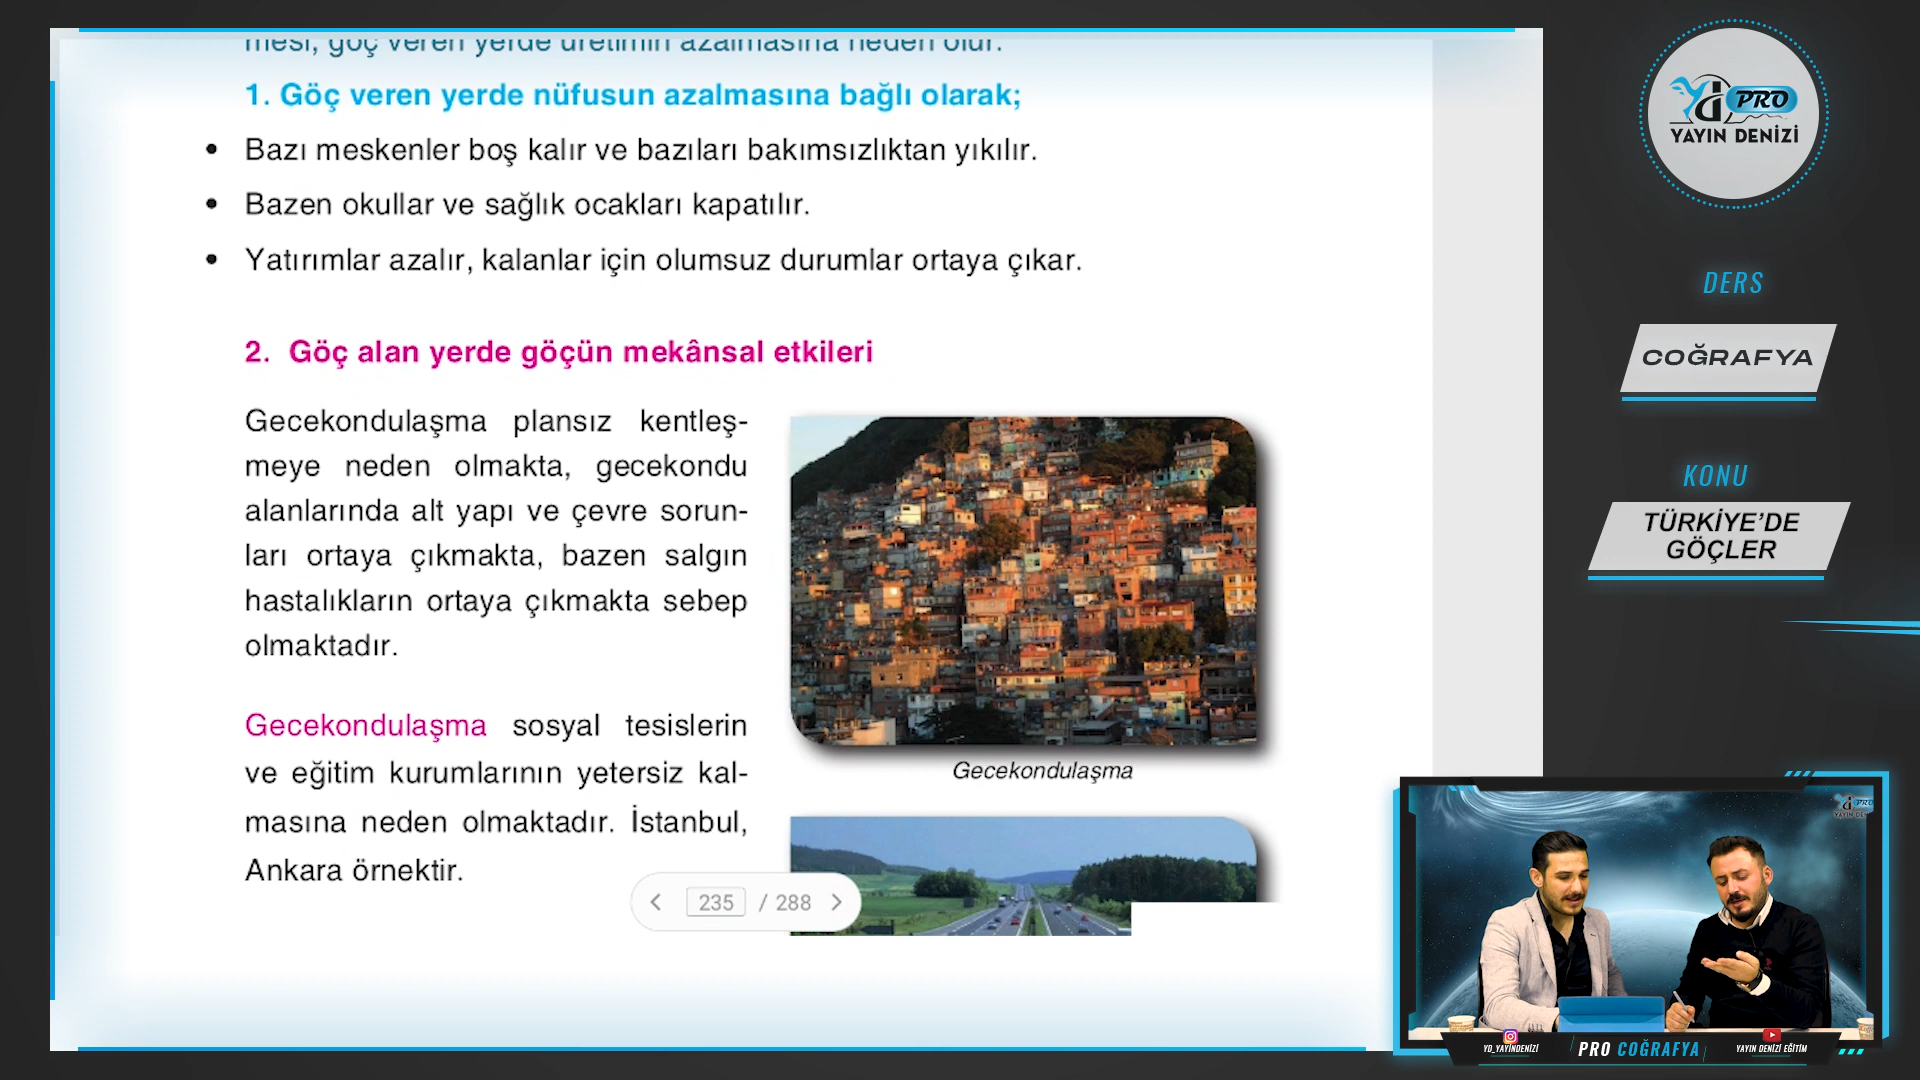 mesi, göç veren yerde üretimin azalmasına neden olur.
1. Göç veren yerde nüfusun azalmasına bağlı olarak;
• Bazı meskenler boş kalır ve bazıları bakımsızlıktan yıkılır.
• Bazen okullar ve sağlık ocakları kapatılır.
• Yatırımlar azalır, kalanlar için olumsuz durumlar ortaya çıkar.
2. Göç alan yerde göçün mekânsal etkileri
Gecekondulaşma plansız kentleş-
meye neden olmakta, gecekondu
alanlarında alt yapı ve çevre sorun-
ları ortaya çıkmakta, bazen salgın
hastalıkların ortaya çıkmakta sebep
olmaktadır.
Gecekondulaşma sosyal tesislerin
ve eğitim kurumlarının yetersiz kal-
masına neden olmaktadır. İstanbul,
Ankara örnektir.
Gecekondulaşma
235 / 288
yd PRO
YAYIN DENİZİ
DERS
COĞRAFYA
KONU
TÜRKİYE'DE
GÖÇLER
PRO
YD_YAYINDENIZI
PRO COĞRAFYA
YAYIN DENİZİ EĞİTİM